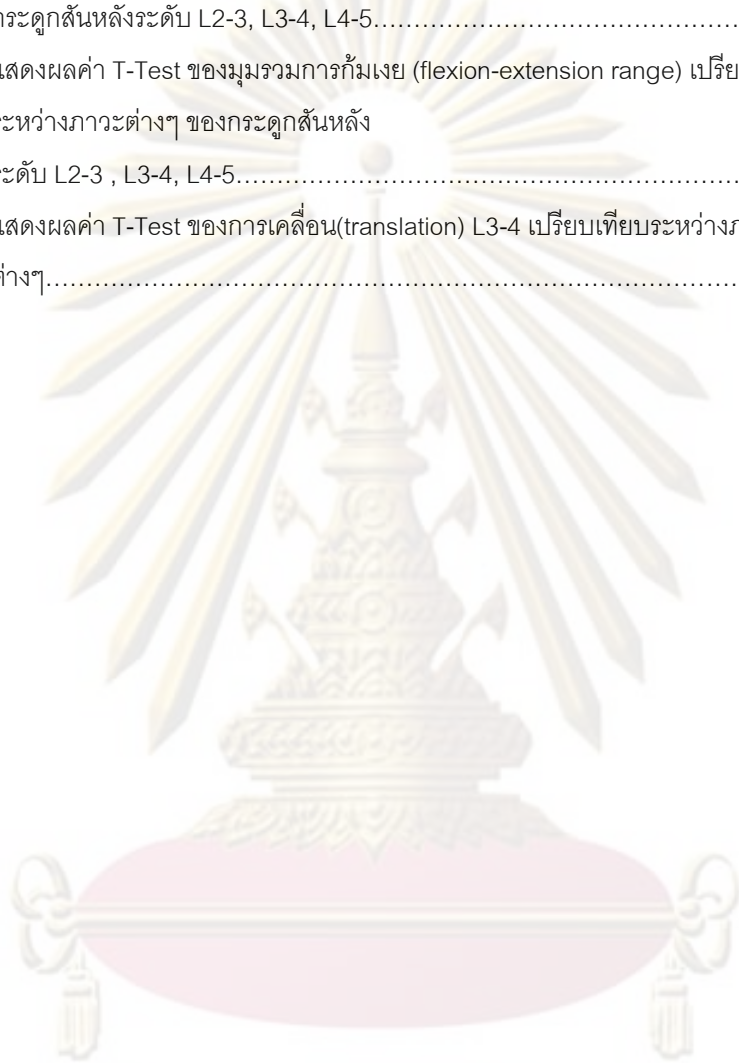 กระดูกสันหลังระดับ L2-3, L3-4, L4-5……………………………………………………
แสดงผลค่า T-Test ของมุมรวมการก้มเงย (flexion-extension range)
ระหว่างภาวะต่างๆ ของกระดูกสันหลัง
ระดับ L2-3 , L3-4, L4-5…………………………………………………………………
แสดงผลค่า T-Test ของการเคลื่อน(translation) L3-4 เปรียบเทียบระหว่าง
ต่างๆ……………………………………………………………………………………